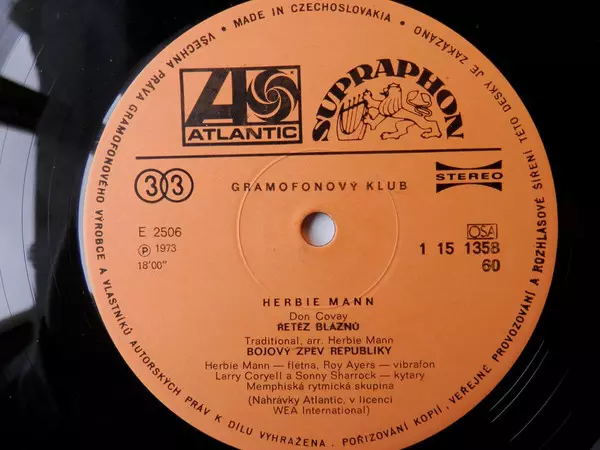 VŠECHNA PRÁVA GRAMOFONOVÉHO VÝROBCE A VLASTNÍKŮ AUTORSKÝCH PRÁV K DÍLU VYHRAŽENA. POŘIZOVÁNÍ KOPIÍ, VEŘEJNÉ PROVOZOVÁNÍ A ROZHLASOVÉ ŠÍŘENÍ TÉTO DESKY JE ZAKÁZÁNO • MADE IN CZECHOSLOVAKIA •
ATLANTIC
SUPRAPHON
33
GRAMOFONOVÝ KLUB
STEREO
E 2506
Ⓟ 1973
18'00"
OSA
1 15 1358
60
HERBIE MANN
Don Covay
ŘETĚZ BLÁZNŮ
Traditional, arr. Herbie Mann
BOJOVÝ ZPĚV REPUBLIKY
Herbie Mann — flétna, Roy Ayers — vibrafon
Larry Coryell a Sonny Sharrock — kytary
Memphiská rytmická skupina
(Nahrávky Atlantic, v licenci
WEA International)